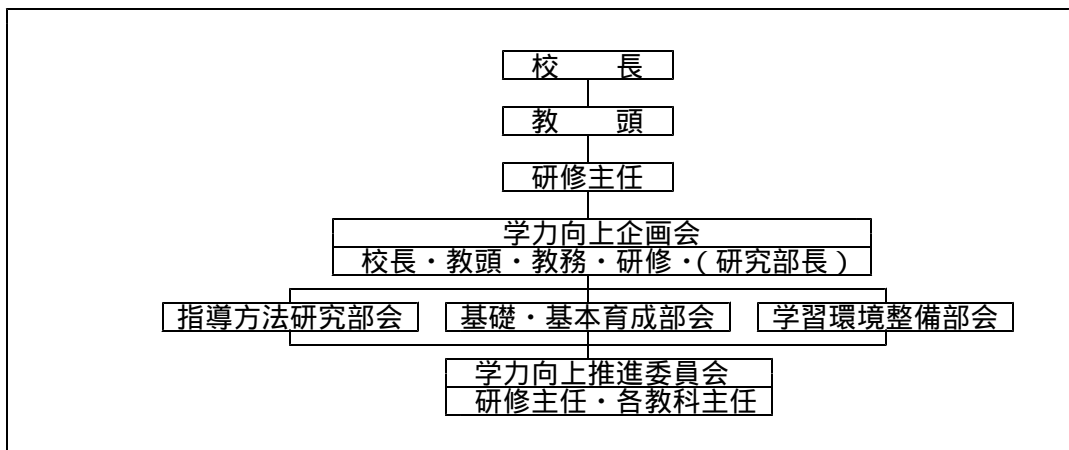 校　　長
教　　頭
研修主任
学力向上企画会
校長・教頭・教務・研修・（研究部長）
指導方法研究部会　基礎・基本育成部会　学習環境整備部会
学力向上推進委員会
研修主任・各教科主任